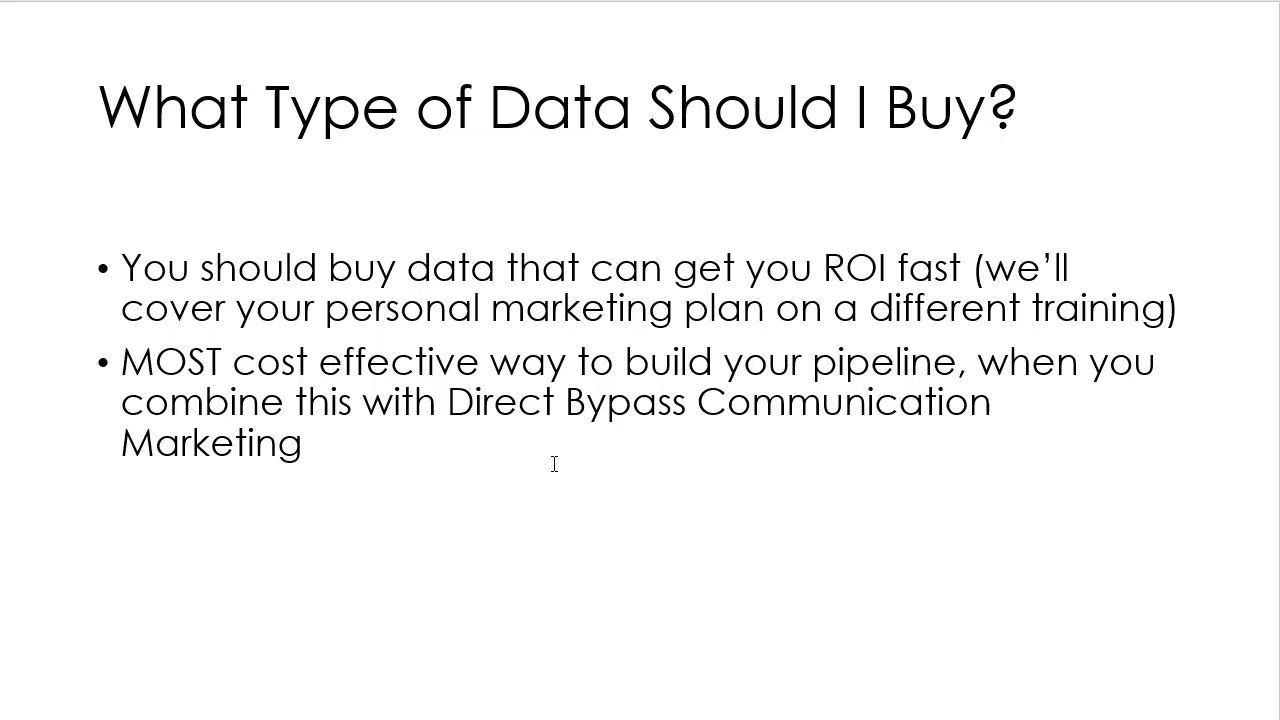 What Type of Data Should I Buy?
• You should buy data that can get you ROI fast (we’ll
cover your personal marketing plan on a different training)
• MOST cost effective way to build your pipeline, when you
combine this with Direct Bypass Communication
Marketing